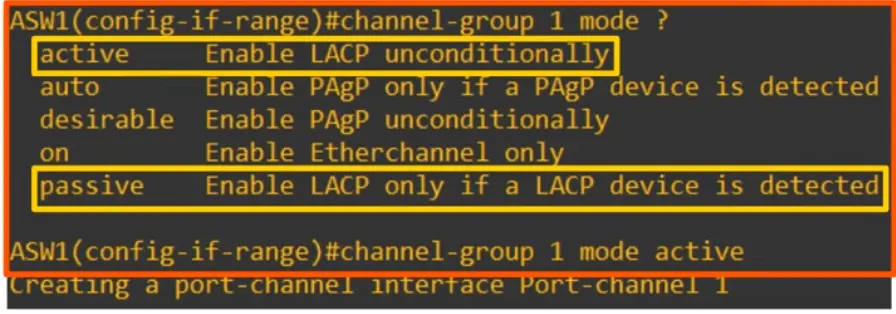 ASW1(config-if-range)#channel-group 1 mode ?
active Enable LACP unconditionally
auto Enable PAgP only if a PAgP device is detected
desirable Enable PAgP unconditionally
on Enable Etherchannel only
passive Enable LACP only if a LACP device is detected
ASW1(config-if-range)#channel-group 1 mode active
Creating a port-channel interface Port-channel 1